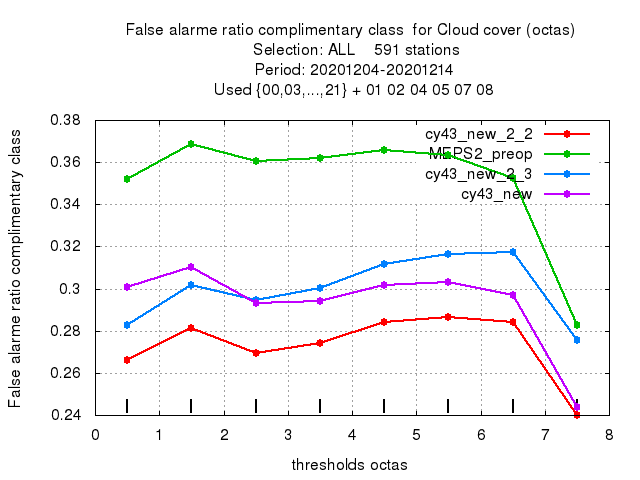 False alarme ratio complimentary class  for Cloud cover (octas)
Selection: ALL    591 stations
Period: 20201204-20201214
Used {00,03,...,21} + 01 02 04 05 07 08
False alarme ratio complimentary class
0.38
0.36
0.34
0.32
0.3
0.28
0.26
0.24
cy43_new_2_2
MEPS2_preop
cy43_new_2_3
cy43_new
0 1 2 3 4 5 6 7 8
thresholds octas